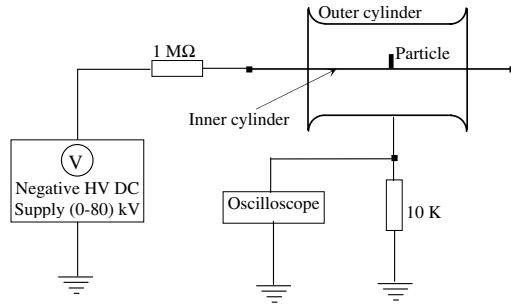 Outer cylinder
1 MΩ
Particle
Inner cylinder
V
Negative HV DC
Supply (0-80) kV
Oscilloscope
10 K